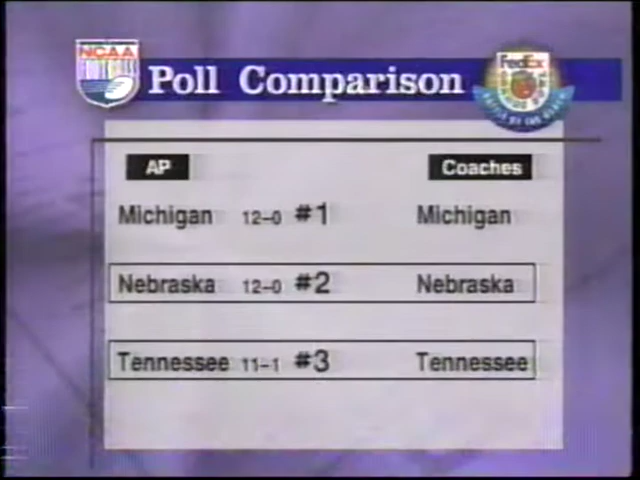 NCAA
Poll Comparison
FedEx
AP Coaches
Michigan 12-0 #1 Michigan
Nebraska 12-0 #2 Nebraska
Tennessee 11-1 #3 Tennessee